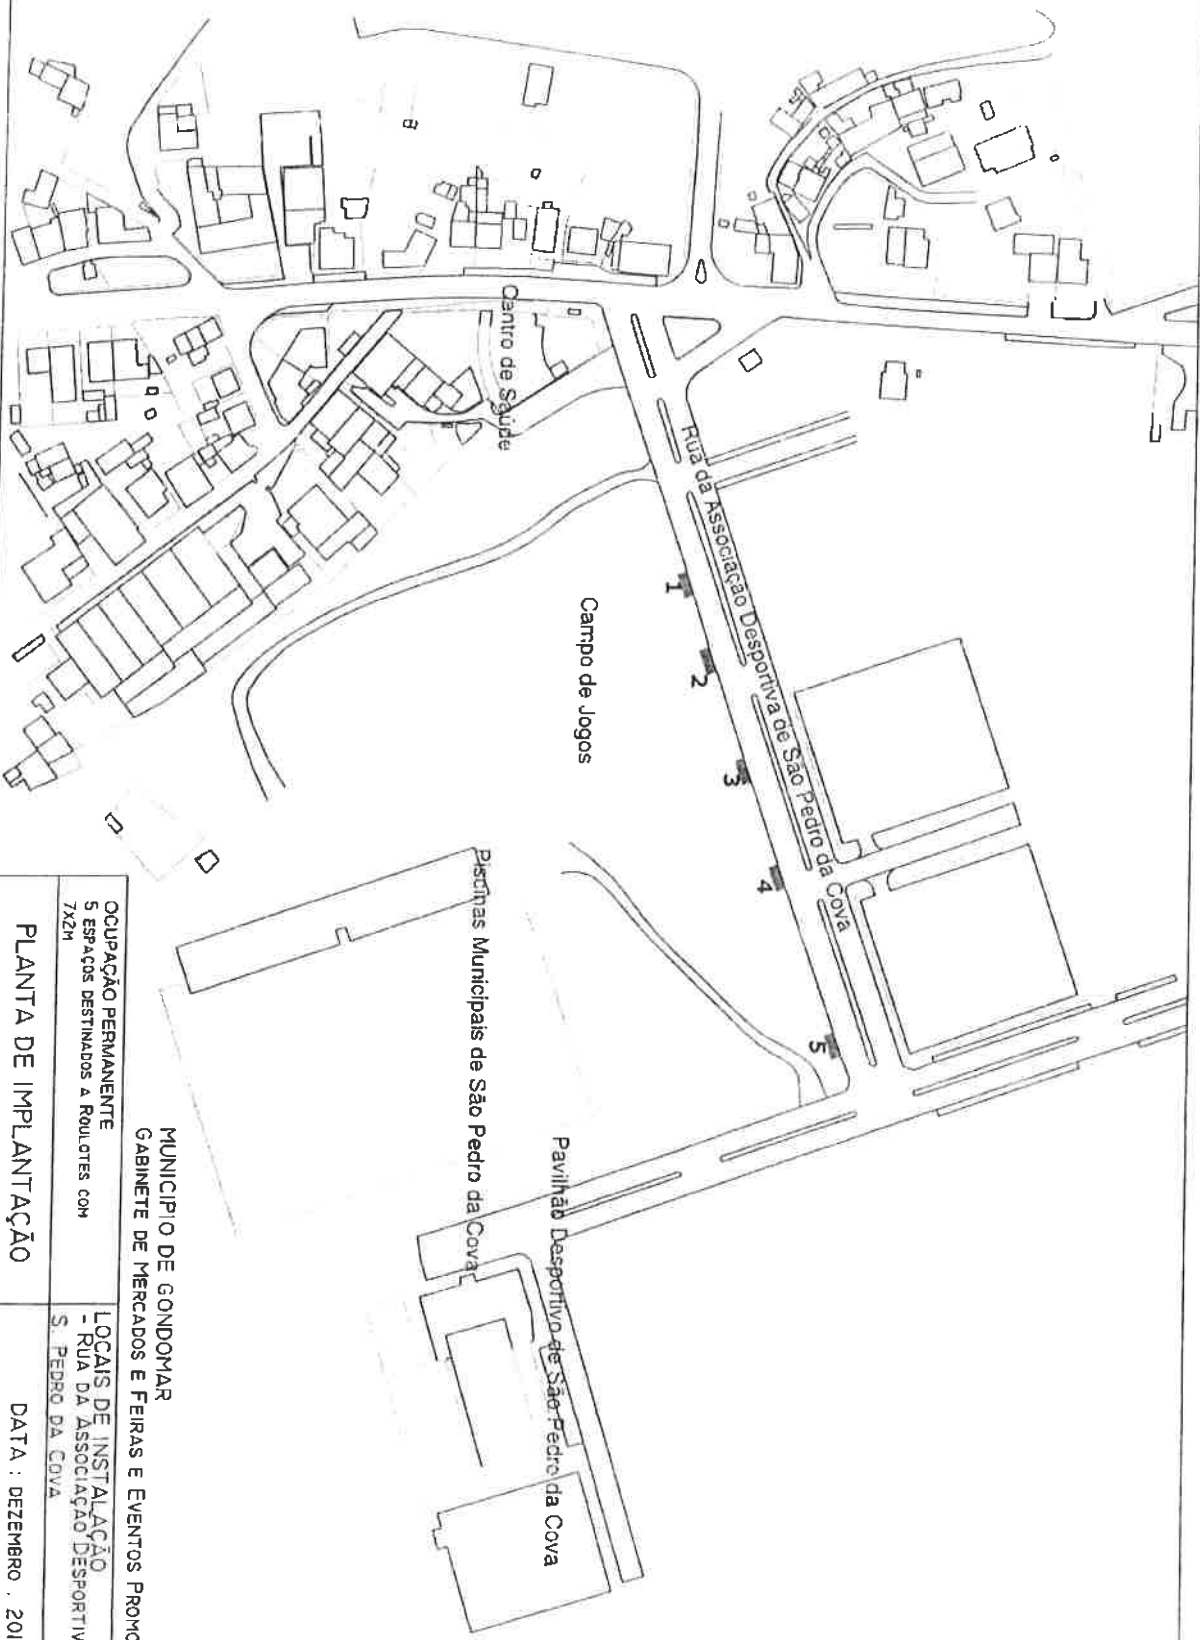 Centro de Saúde
Rua da Associação Desportiva de São Pedro da Cova
Campo de Jogos
1
2
3
4
5
Piscinas Municipais de São Pedro da Cova
Pavilhão Desportivo de São Pedro da Cova
MUNICIPIO DE GONDOMAR
GABINETE DE MERCADOS E FEIRAS E EVENTOS PROMO
OCUPAÇÃO PERMANENTE
5 ESPAÇOS DESTINADOS A ROULOTES COM
7X2M
LOCAIS DE INSTALAÇÃO
- RUA DA ASSOCIAÇÃO DESPORTIV
S. PEDRO DA COVA
PLANTA DE IMPLANTAÇÃO
DATA : DEZEMBRO . 201